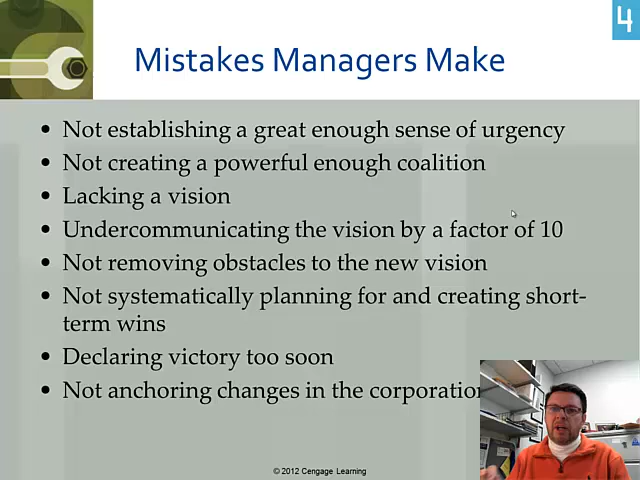 4
Mistakes Managers Make
• Not establishing a great enough sense of urgency
• Not creating a powerful enough coalition
• Lacking a vision
• Undercommunicating the vision by a factor of 10
• Not removing obstacles to the new vision
• Not systematically planning for and creating short-
term wins
• Declaring victory too soon
• Not anchoring changes in the
© 2012 Cengage Learning